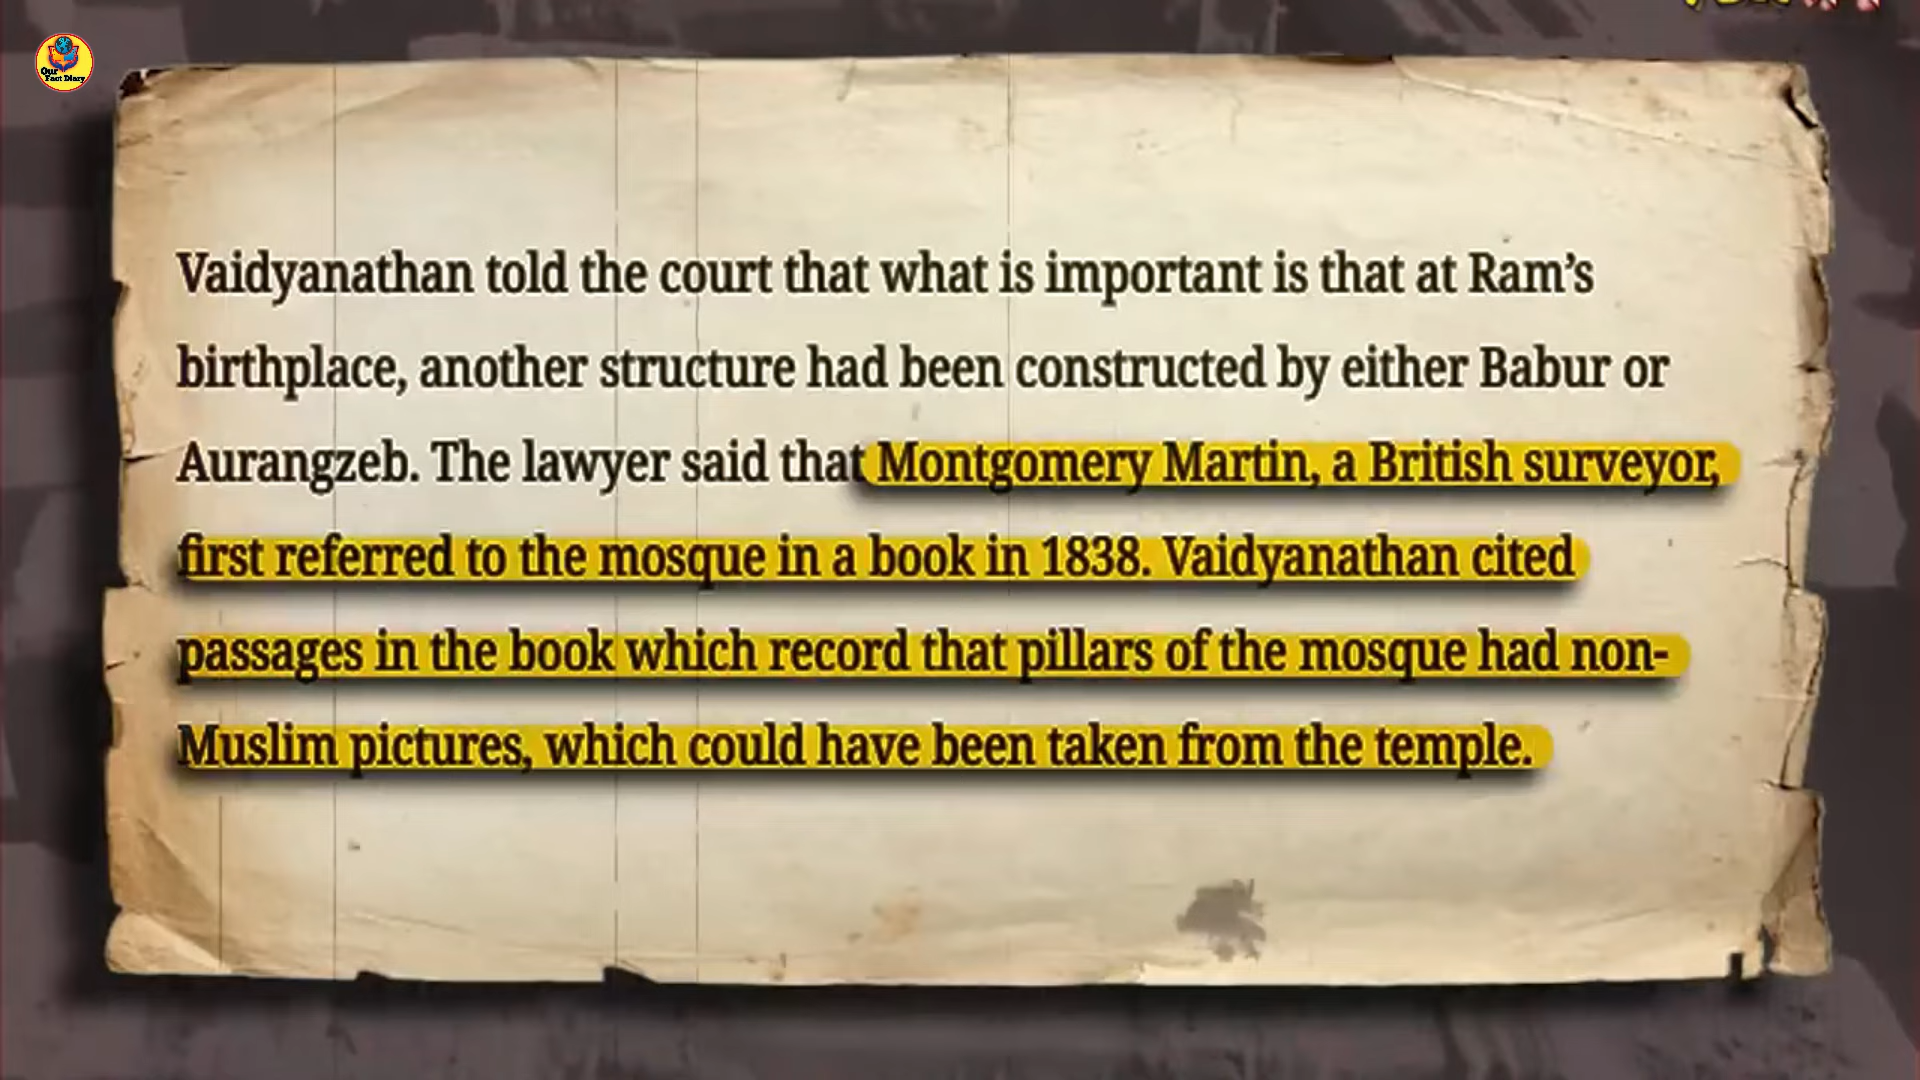 Our
Fact Diary
Vaidyanathan told the court that what is important is that at Ram’s
birthplace, another structure had been constructed by either Babur or
Aurangzeb. The lawyer said that Montgomery Martin, a British surveyor,
first referred to the mosque in a book in 1838. Vaidyanathan cited
passages in the book which record that pillars of the mosque had non-
Muslim pictures, which could have been taken from the temple.